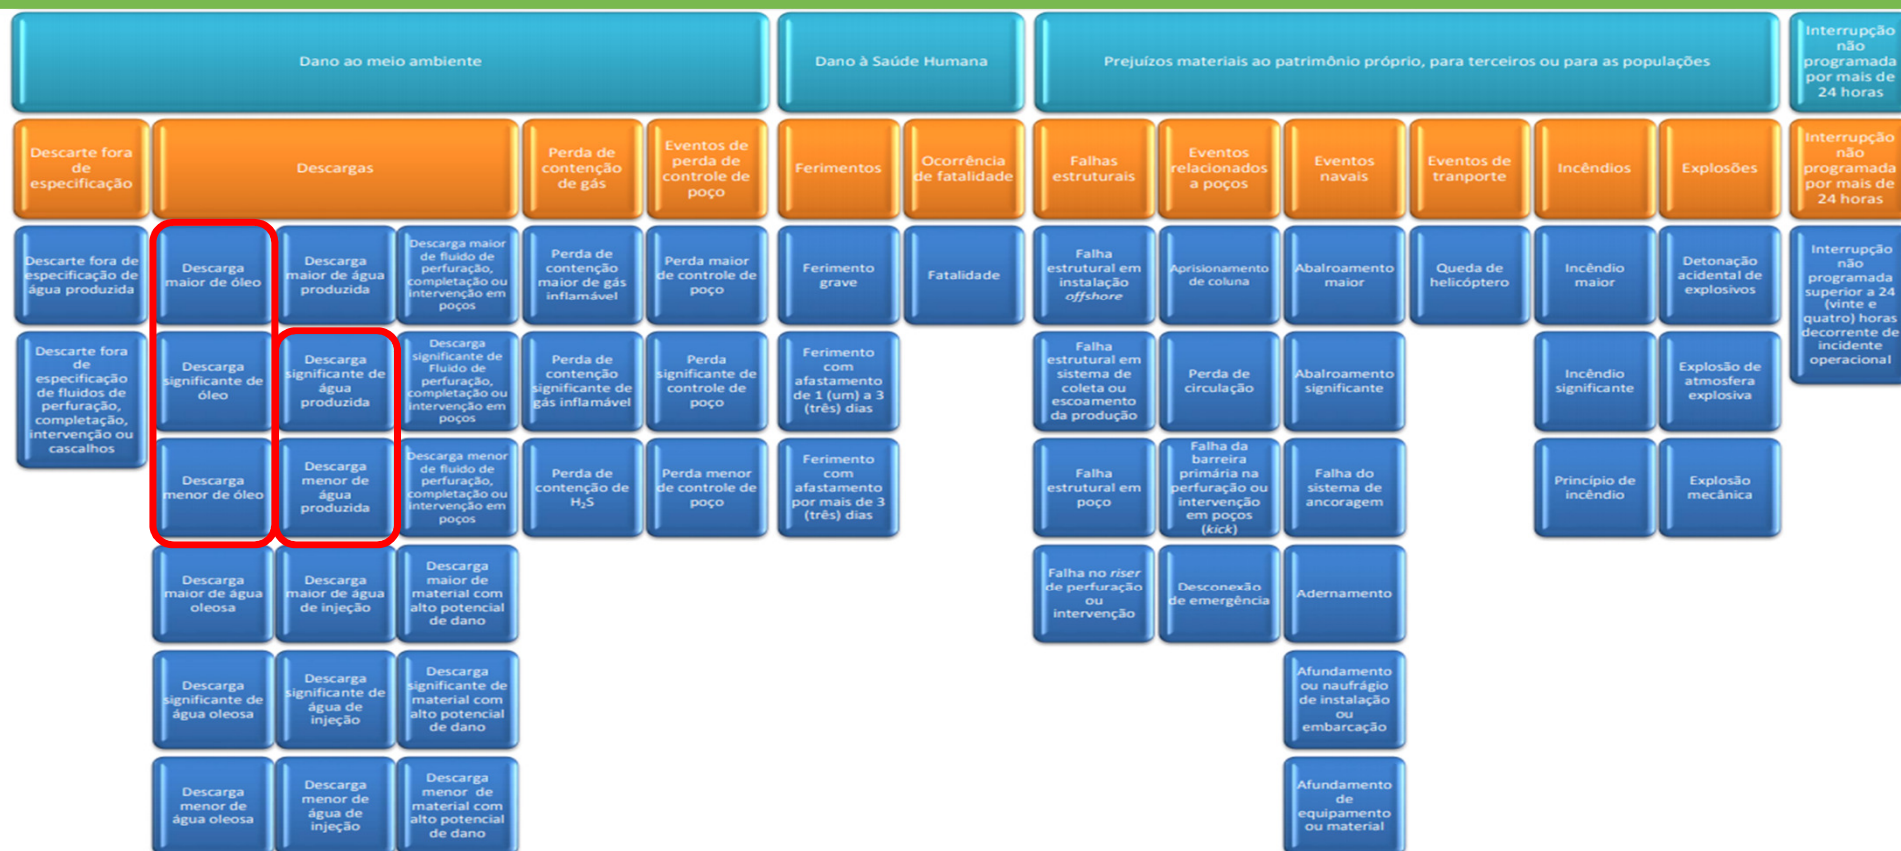 Dano ao meio ambiente
Dano à Saúde Humana
Prejuízos materiais ao patrimônio próprio, para terceiros ou para as populações
Interrupção
não
programada
por mais de
24 horas
Descarte fora
de
especificação
Descargas
Perda de
contenção
de gás
Eventos de
perda de
controle de
poço
Ferimentos
Ocorrência
de fatalidade
Falhas
estruturais
Eventos
relacionados
a poços
Eventos
navais
Eventos de
tranporte
Incêndios
Explosões
Interrupção
não
programada
por mais de
24 horas
Descarte fora de
especificação de
água produzida
Descarga
maior de óleo
Descarga
maior de água
produzida
Descarga maior
de fluido de
perfuração,
completação ou
intervenção em
poços
Perda de
contenção
maior de gás
inflamável
Perda maior
de controle de
poço
Ferimento
grave
Fatalidade
Falha
estrutural em
instalação
offshore
Aprisionamento
de coluna
Abalroamento
maior
Queda de
helicóptero
Incêndio
maior
Detonação
acidental de
explosivos
Interrupção
não
programada
superior a 24
(vinte e
quatro) horas
decorrente de
incidente
operacional
Descarte fora
de
especificação
de fluidos de
perfuração,
completação,
intervenção ou
cascalhos
Descarga
significante de
óleo
Descarga
significante de
água
produzida
Descarga
significante de
Fluido de
perfuração,
completação ou
intervenção em
poços
Perda de
contenção
significante de
gás inflamável
Perda
significante de
controle de
poço
Ferimento
com
afastamento
de 1 (um) a 3
(três) dias
Falha
estrutural em
sistema de
coleta ou
escoamento
da produção
Perda de
circulação
Abalroamento
significante
Incêndio
significante
Explosão de
atmosfera
explosiva
Descarga
menor de óleo
Descarga
menor de
água
produzida
Descarga menor
de fluido de
perfuração,
completação ou
intervenção em
poços
Perda de
contenção de
H₂S
Perda menor
de controle de
poço
Ferimento
com
afastamento
por mais de 3
(três) dias
Falha
estrutural em
poço
Falha da
barreira
primária na
perfuração ou
intervenção
em poços
(kick)
Falha do
sistema de
ancoragem
Princípio de
incêndio
Explosão
mecânica
Descarga
maior de água
oleosa
Descarga
maior de água
de injeção
Descarga
maior de
material com
alto potencial
de dano
Falha no riser
de perfuração
ou
intervenção
Desconexão
de emergência
Adernamento
Descarga
significante de
água oleosa
Descarga
significante de
água de
injeção
Descarga
significante de
material com
alto potencial
de dano
Afundamento
ou naufrágio
de instalação
ou
embarcação
Descarga
menor de
água oleosa
Descarga
menor de
água de
injeção
Descarga
menor de
material com
alto potencial
de dano
Afundamento
de
equipamento
ou material